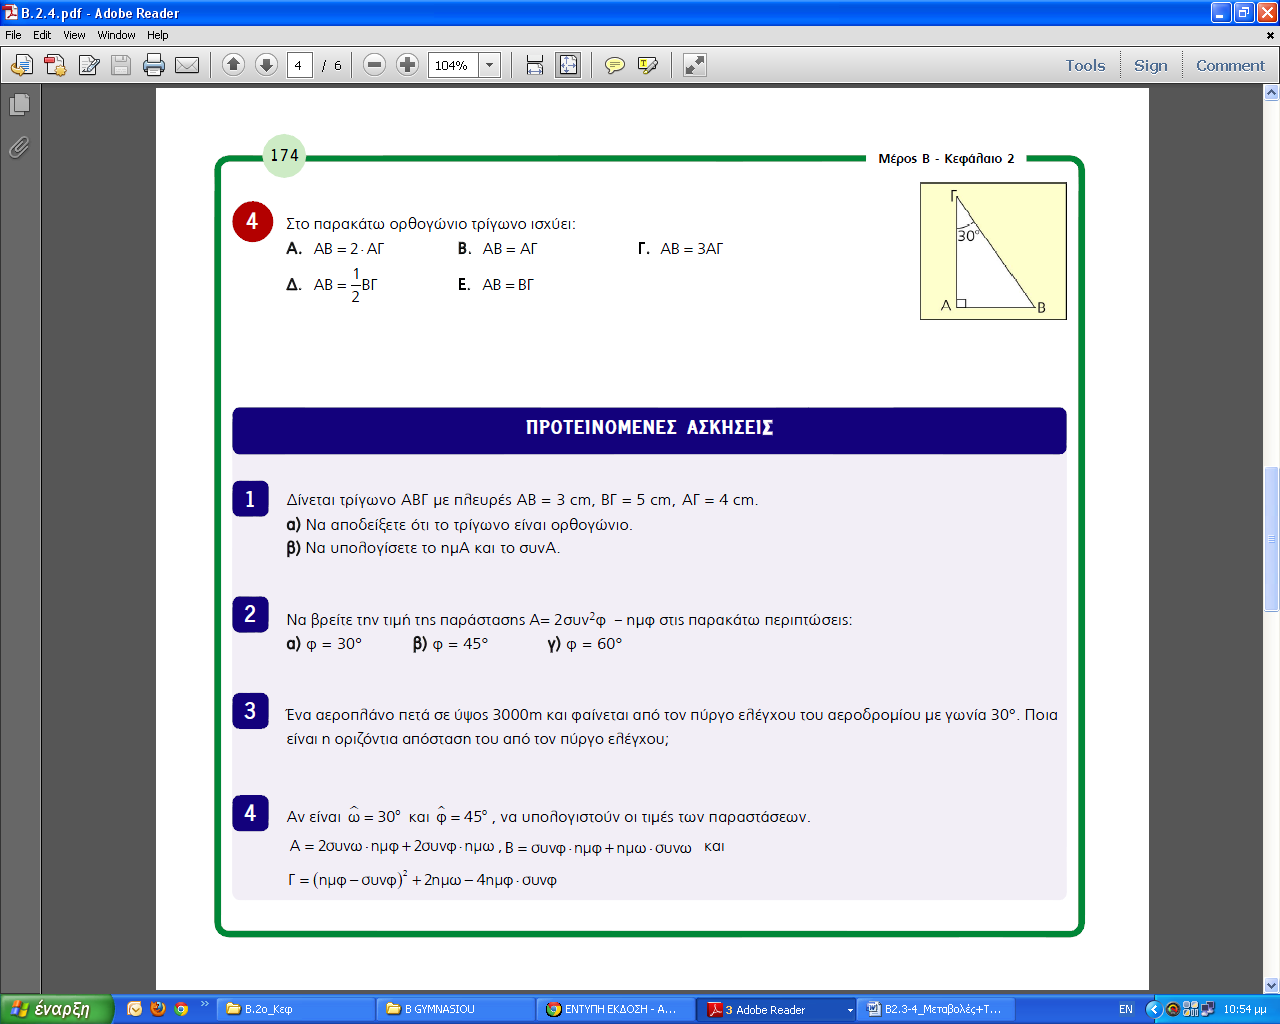 B.2.4.pdf - Adobe Reader
File Edit View Window Help
4 / 6 104% Tools Sign Comment
174
Μέρος Β - Κεφάλαιο 2
4 Στο παρακάτω ορθογώνιο τρίγωνο ισχύει:
Α. ΑΒ = 2 · ΑΓ Β. ΑΒ = ΑΓ Γ. ΑΒ = 3ΑΓ
Δ. ΑΒ = 1/2 ΒΓ Ε. ΑΒ = ΒΓ
Γ
30°
Α Β
ΠΡΟΤΕΙΝΟΜΕΝΕΣ ΑΣΚΗΣΕΙΣ
1 Δίνεται τρίγωνο ΑΒΓ με πλευρές ΑΒ = 3 cm, ΒΓ = 5 cm, ΑΓ = 4 cm.
α) Να αποδείξετε ότι το τρίγωνο είναι ορθογώνιο.
β) Να υπολογίσετε το ημΑ και το συνΑ.
2 Να βρείτε την τιμή της παράστασης Α= 2συν²φ – ημφ στις παρακάτω περιπτώσεις:
α) φ = 30° β) φ = 45° γ) φ = 60°
3 Ένα αεροπλάνο πετά σε ύψος 3000m και φαίνεται από τον πύργο ελέγχου του αεροδρομίου με γωνία 30°. Ποια
είναι η οριζόντια απόσταση του από τον πύργο ελέγχου;
4 Αν είναι ω̂ = 30° και φ̂ = 45° , να υπολογιστούν οι τιμές των παραστάσεων.
Α = 2συνω · ημφ + 2συνφ · ημω , Β = συνφ · ημφ + ημω · συνω και
Γ = (ημφ − συνφ)² + 2ημω − 4ημφ · συνφ
έναρξη B.2ο_Κεφ B GYMNASIOU ΕΝΤΥΠΗ ΕΚΔΟΣΗ - Α... 3 Adobe Reader B2.3-4_Μεταβολές+Τ... EN 10:54 μμ